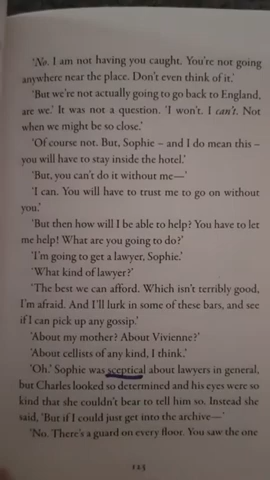 'No. I am not having you caught. You're not going
anywhere near the place. Don't even think of it.'
'But we're not actually going to go back to England,
are we.' It was not a question. 'I won't. I can't. Not
when we might be so close.'
'Of course not. But, Sophie – and I do mean this –
you will have to stay inside the hotel.'
'But, you can't do it without me—'
'I can. You will have to trust me to go on without
you.'
'But then how will I be able to help? You have to let
me help! What are you going to do?'
'I'm going to get a lawyer, Sophie.'
'What kind of lawyer?'
'The best we can afford. Which isn't terribly good,
I'm afraid. And I'll lurk in some of these bars, and see
if I can pick up any gossip.'
'About my mother? About Vivienne?'
'About cellists of any kind, I think.'
'Oh.' Sophie was sceptical about lawyers in general,
but Charles looked so determined and his eyes were so
kind that she couldn't bear to tell him so. Instead she
said, 'But if I could just get into the archive—'
'No. There's a guard on every floor. You saw the one
125